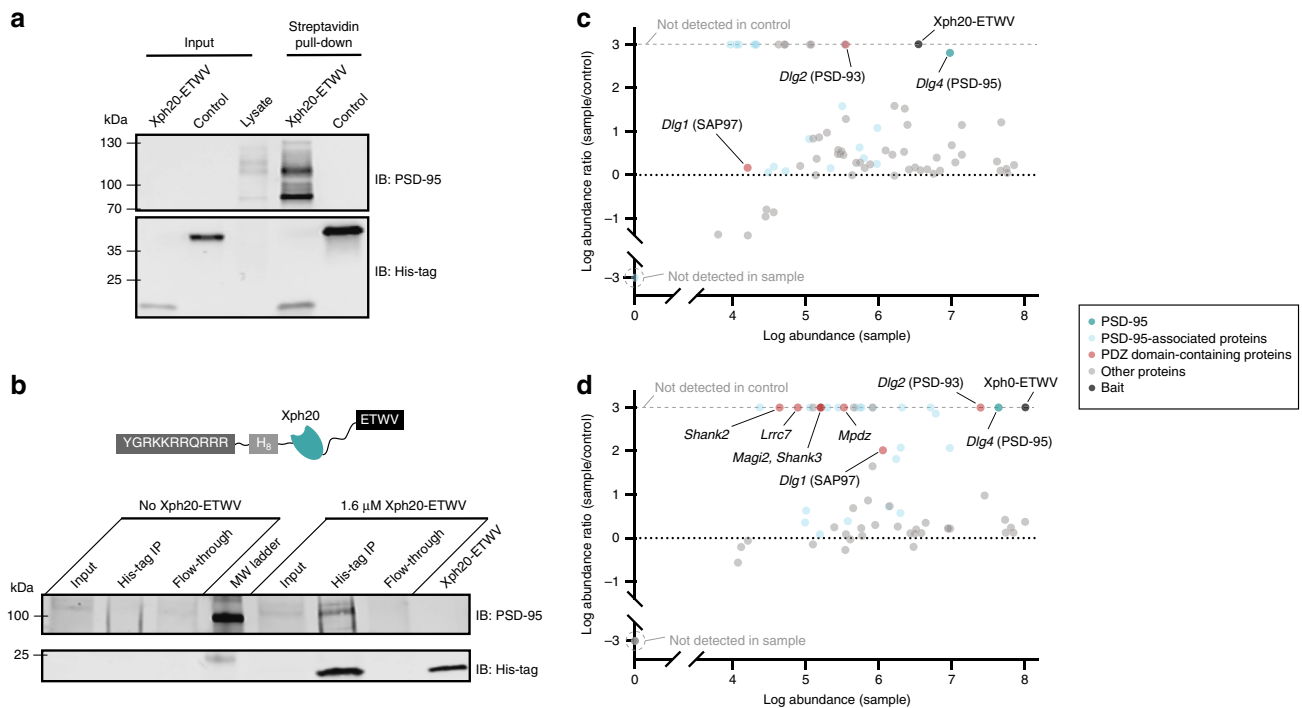 a
Input
Streptavidin
pull-down
Xph20-ETWV
Control
Lysate
Xph20-ETWV
Control
kDa
130
100
70
IB: PSD-95
35
25
IB: His-tag
b
Xph20
ETWV
YGRKKRRQRRR
H8
No Xph20-ETWV
1.6 μM Xph20-ETWV
Input
His-tag IP
Flow-through
MW ladder
Input
His-tag IP
Flow-through
Xph20-ETWV
kDa
100
IB: PSD-95
25
IB: His-tag
c
Not detected in control
Xph20-ETWV
Dlg2 (PSD-93)
Dlg4 (PSD-95)
Dlg1 (SAP97)
3
2
1
0
–1
–3
Log abundance ratio (sample/control)
Not detected in sample
0
4
5
6
7
8
Log abundance (sample)
PSD-95
PSD-95-associated proteins
PDZ domain-containing proteins
Other proteins
Bait
d
Not detected in control
Dlg2 (PSD-93)
Xph0-ETWV
Shank2
Lrrc7
Mpdz
Dlg4 (PSD-95)
Magi2, Shank3
Dlg1 (SAP97)
3
2
1
0
–1
–3
Log abundance ratio (sample/control)
Not detected in sample
0
4
5
6
7
8
Log abundance (sample)